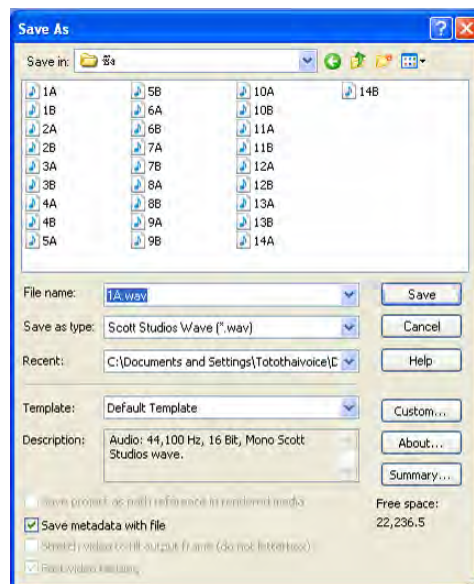 Save As
Save in:
1A 5B 10A 14B
1B 6A 10B
2A 6B 11A
2B 7A 11B
3A 7B 12A
3B 8A 12B
4A 8B 13A
4B 9A 13B
5A 9B 14A
File name: 1A.wav Save
Save as type: Scott Studios Wave (*.wav) Cancel
Recent: C:\Documents and Settings\Totothaivoice\D Help
Template: Default Template Custom...
Description: Audio: 44,100 Hz, 16 Bit, Mono Scott
Studios wave.
About...
Summary...
Save project as path reference in rendered media
Free space:
Save metadata with file
22,236.5
Stretch video to fill output frame (do not letterbox)
Fast video resizing